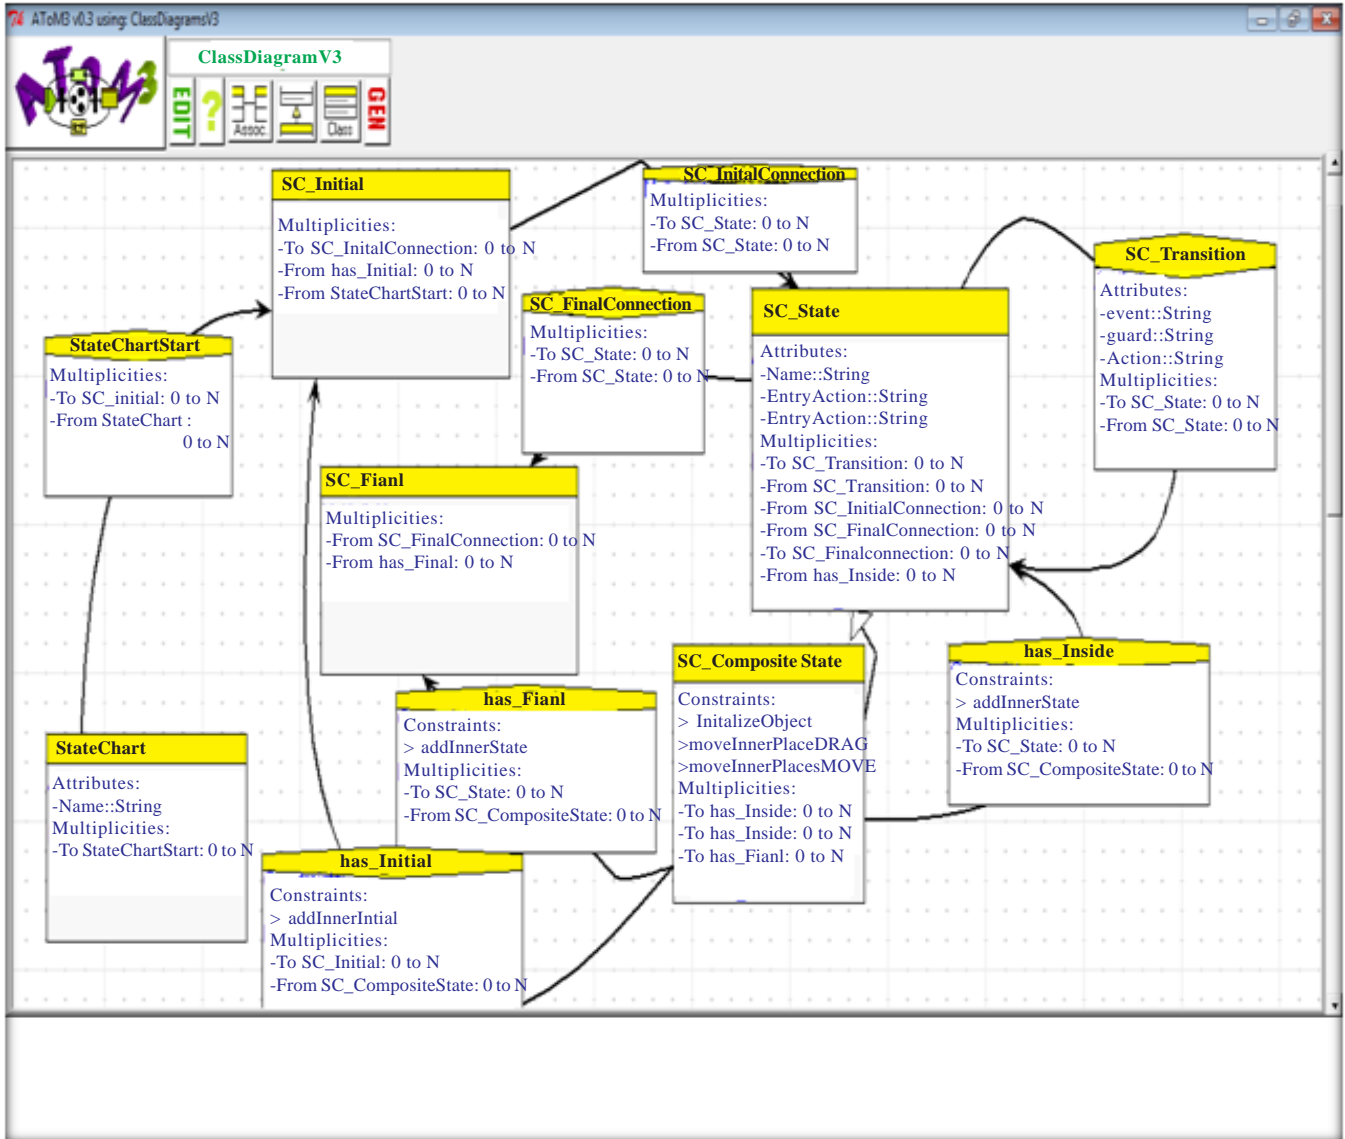 AToM3 v0.3 using: ClassDiagramsV3
AToM3
ClassDiagramV3
EDIT
?
Assoc.
Class
GEN
SC_Initial
Multiplicities:
-To SC_InitalConnection: 0 to N
-From has_Initial: 0 to N
-From StateChartStart: 0 to N
SC_InitalConnection
Multiplicities:
-To SC_State: 0 to N
-From SC_State: 0 to N
SC_Transition
Attributes:
-event::String
-guard::String
-Action::String
Multiplicities:
-To SC_State: 0 to N
-From SC_State: 0 to N
SC_FinalConnection
Multiplicities:
-To SC_State: 0 to N
-From SC_State: 0 to N
SC_State
Attributes:
-Name::String
-EntryAction::String
-EntryAction::String
Multiplicities:
-To SC_Transition: 0 to N
-From SC_Transition: 0 to N
-From SC_InitialConnection: 0 to N
-From SC_FinalConnection: 0 to N
-To SC_Finalconnection: 0 to N
-From has_Inside: 0 to N
StateChartStart
Multiplicities:
-To SC_initial: 0 to N
-From StateChart :
0 to N
SC_Fianl
Multiplicities:
-From SC_FinalConnection: 0 to N
-From has_Final: 0 to N
SC_Composite State
Constraints:
> InitalizeObject
>moveInnerPlaceDRAG
>moveInnerPlacesMOVE
Multiplicities:
-To has_Inside: 0 to N
-To has_Inside: 0 to N
-To has_Fianl: 0 to N
has_Inside
Constraints:
> addInnerState
Multiplicities:
-To SC_State: 0 to N
-From SC_CompositeState: 0 to N
has_Fianl
Constraints:
> addInnerState
Multiplicities:
-To SC_State: 0 to N
-From SC_CompositeState: 0 to N
StateChart
Attributes:
-Name::String
Multiplicities:
-To StateChartStart: 0 to N
has_Initial
Constraints:
> addInnerIntial
Multiplicities:
-To SC_Initial: 0 to N
-From SC_CompositeState: 0 to N